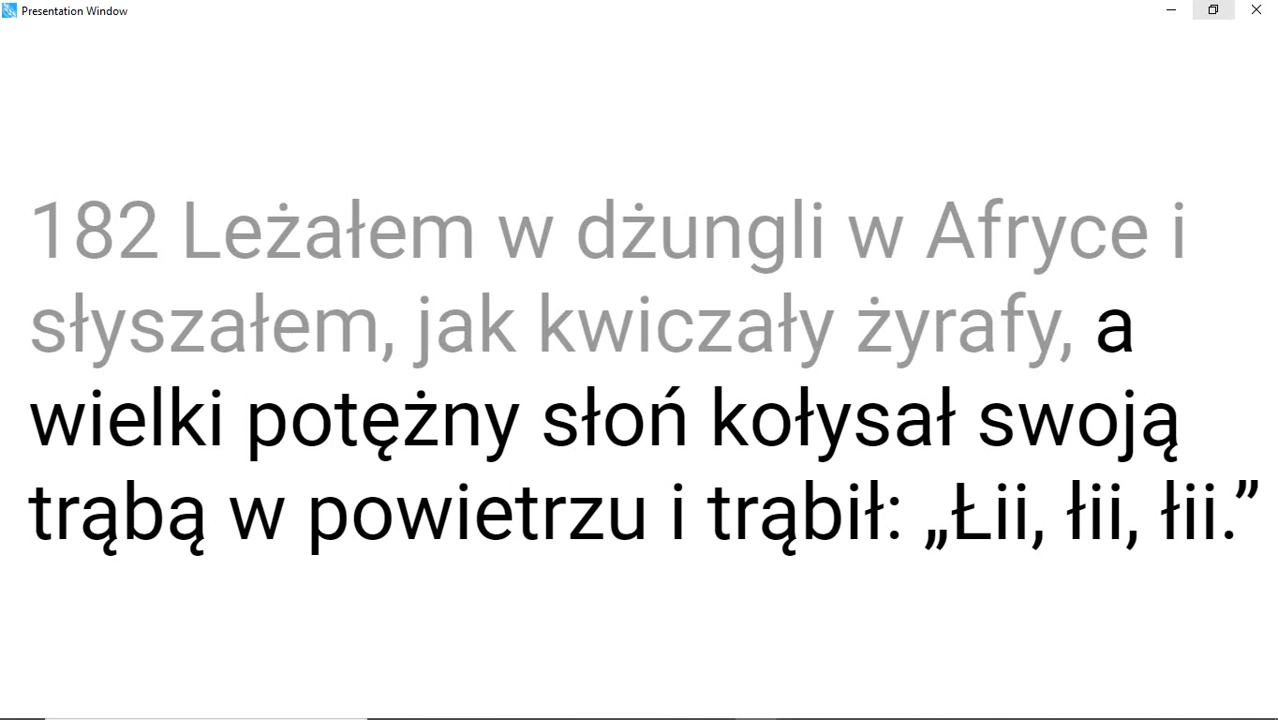 Presentation Window
182 Leżałem w dżungli w Afryce i
słyszałem, jak kwiczały żyrafy, a
wielki potężny słoń kołysał swoją
trąbą w powietrzu i trąbił: „Łii, łii, łii.”